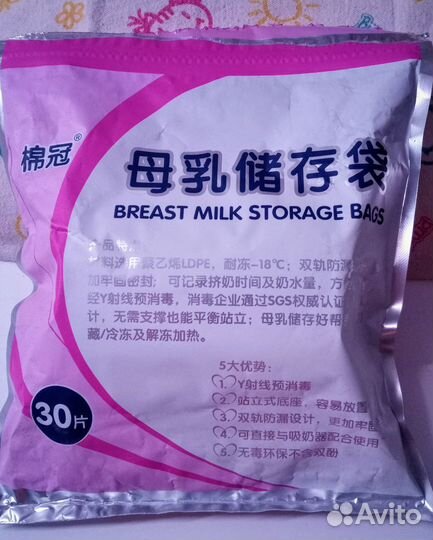 棉冠®
母乳储存袋
BREAST MILK STORAGE BAGS
品特
料选用聚乙烯LDPE，耐冻-18℃；双轨防漏
加牢固密封；可记录挤奶时间及奶水量，方
经Y射线预消毒，消毒企业通过SGS权威认证
计，无需支撑也能平衡站立；母乳储存好帮
藏/冷冻及解冻加热。
5大优势：
1、Y射线预消毒
2、站立式底座，容易放置
3、双轨防漏设计，更加牢固
4、可直接与吸奶器配合使用
5、无毒环保不含双酚
30片
Avito